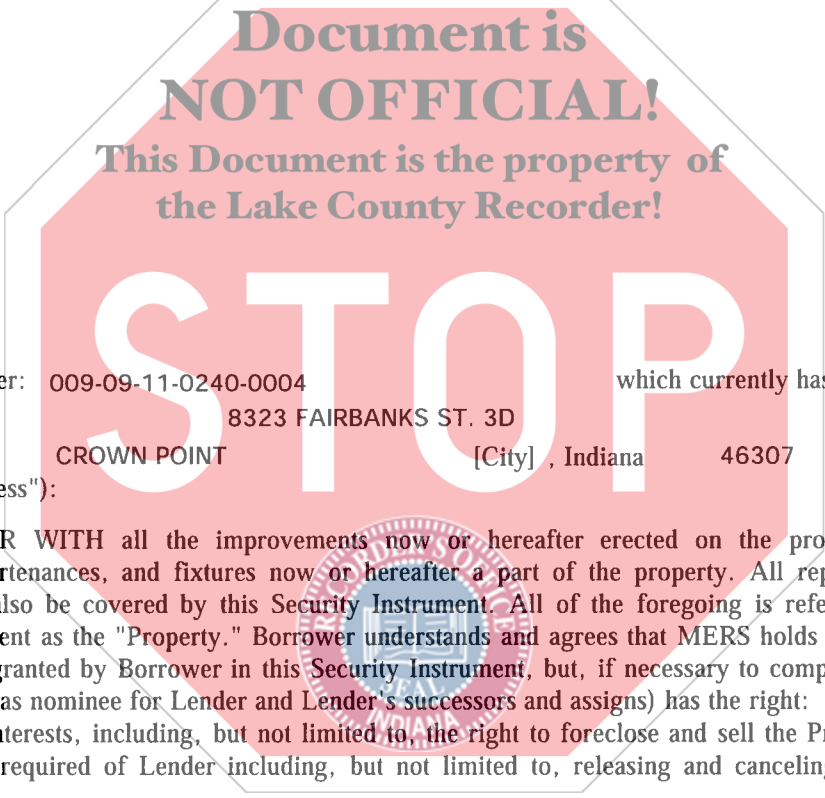 Document is
NOT OFFICIAL!
This Document is the property of
the Lake County Recorder!
STOP
er: 009-09-11-0240-0004 which currently has
8323 FAIRBANKS ST. 3D
CROWN POINT [City] , Indiana 46307
ess"):
R WITH all the improvements now or hereafter erected on the pro
rtenances, and fixtures now or hereafter a part of the property. All rep
also be covered by this Security Instrument. All of the foregoing is refe
ent as the "Property." Borrower understands and agrees that MERS holds
granted by Borrower in this Security Instrument, but, if necessary to comp
as nominee for Lender and Lender's successors and assigns) has the right:
nterests, including, but not limited to, the right to foreclose and sell the Pr
required of Lender including, but not limited to, releasing and canceling
RECORDER'S OFFICE
SEAL
INDIANA